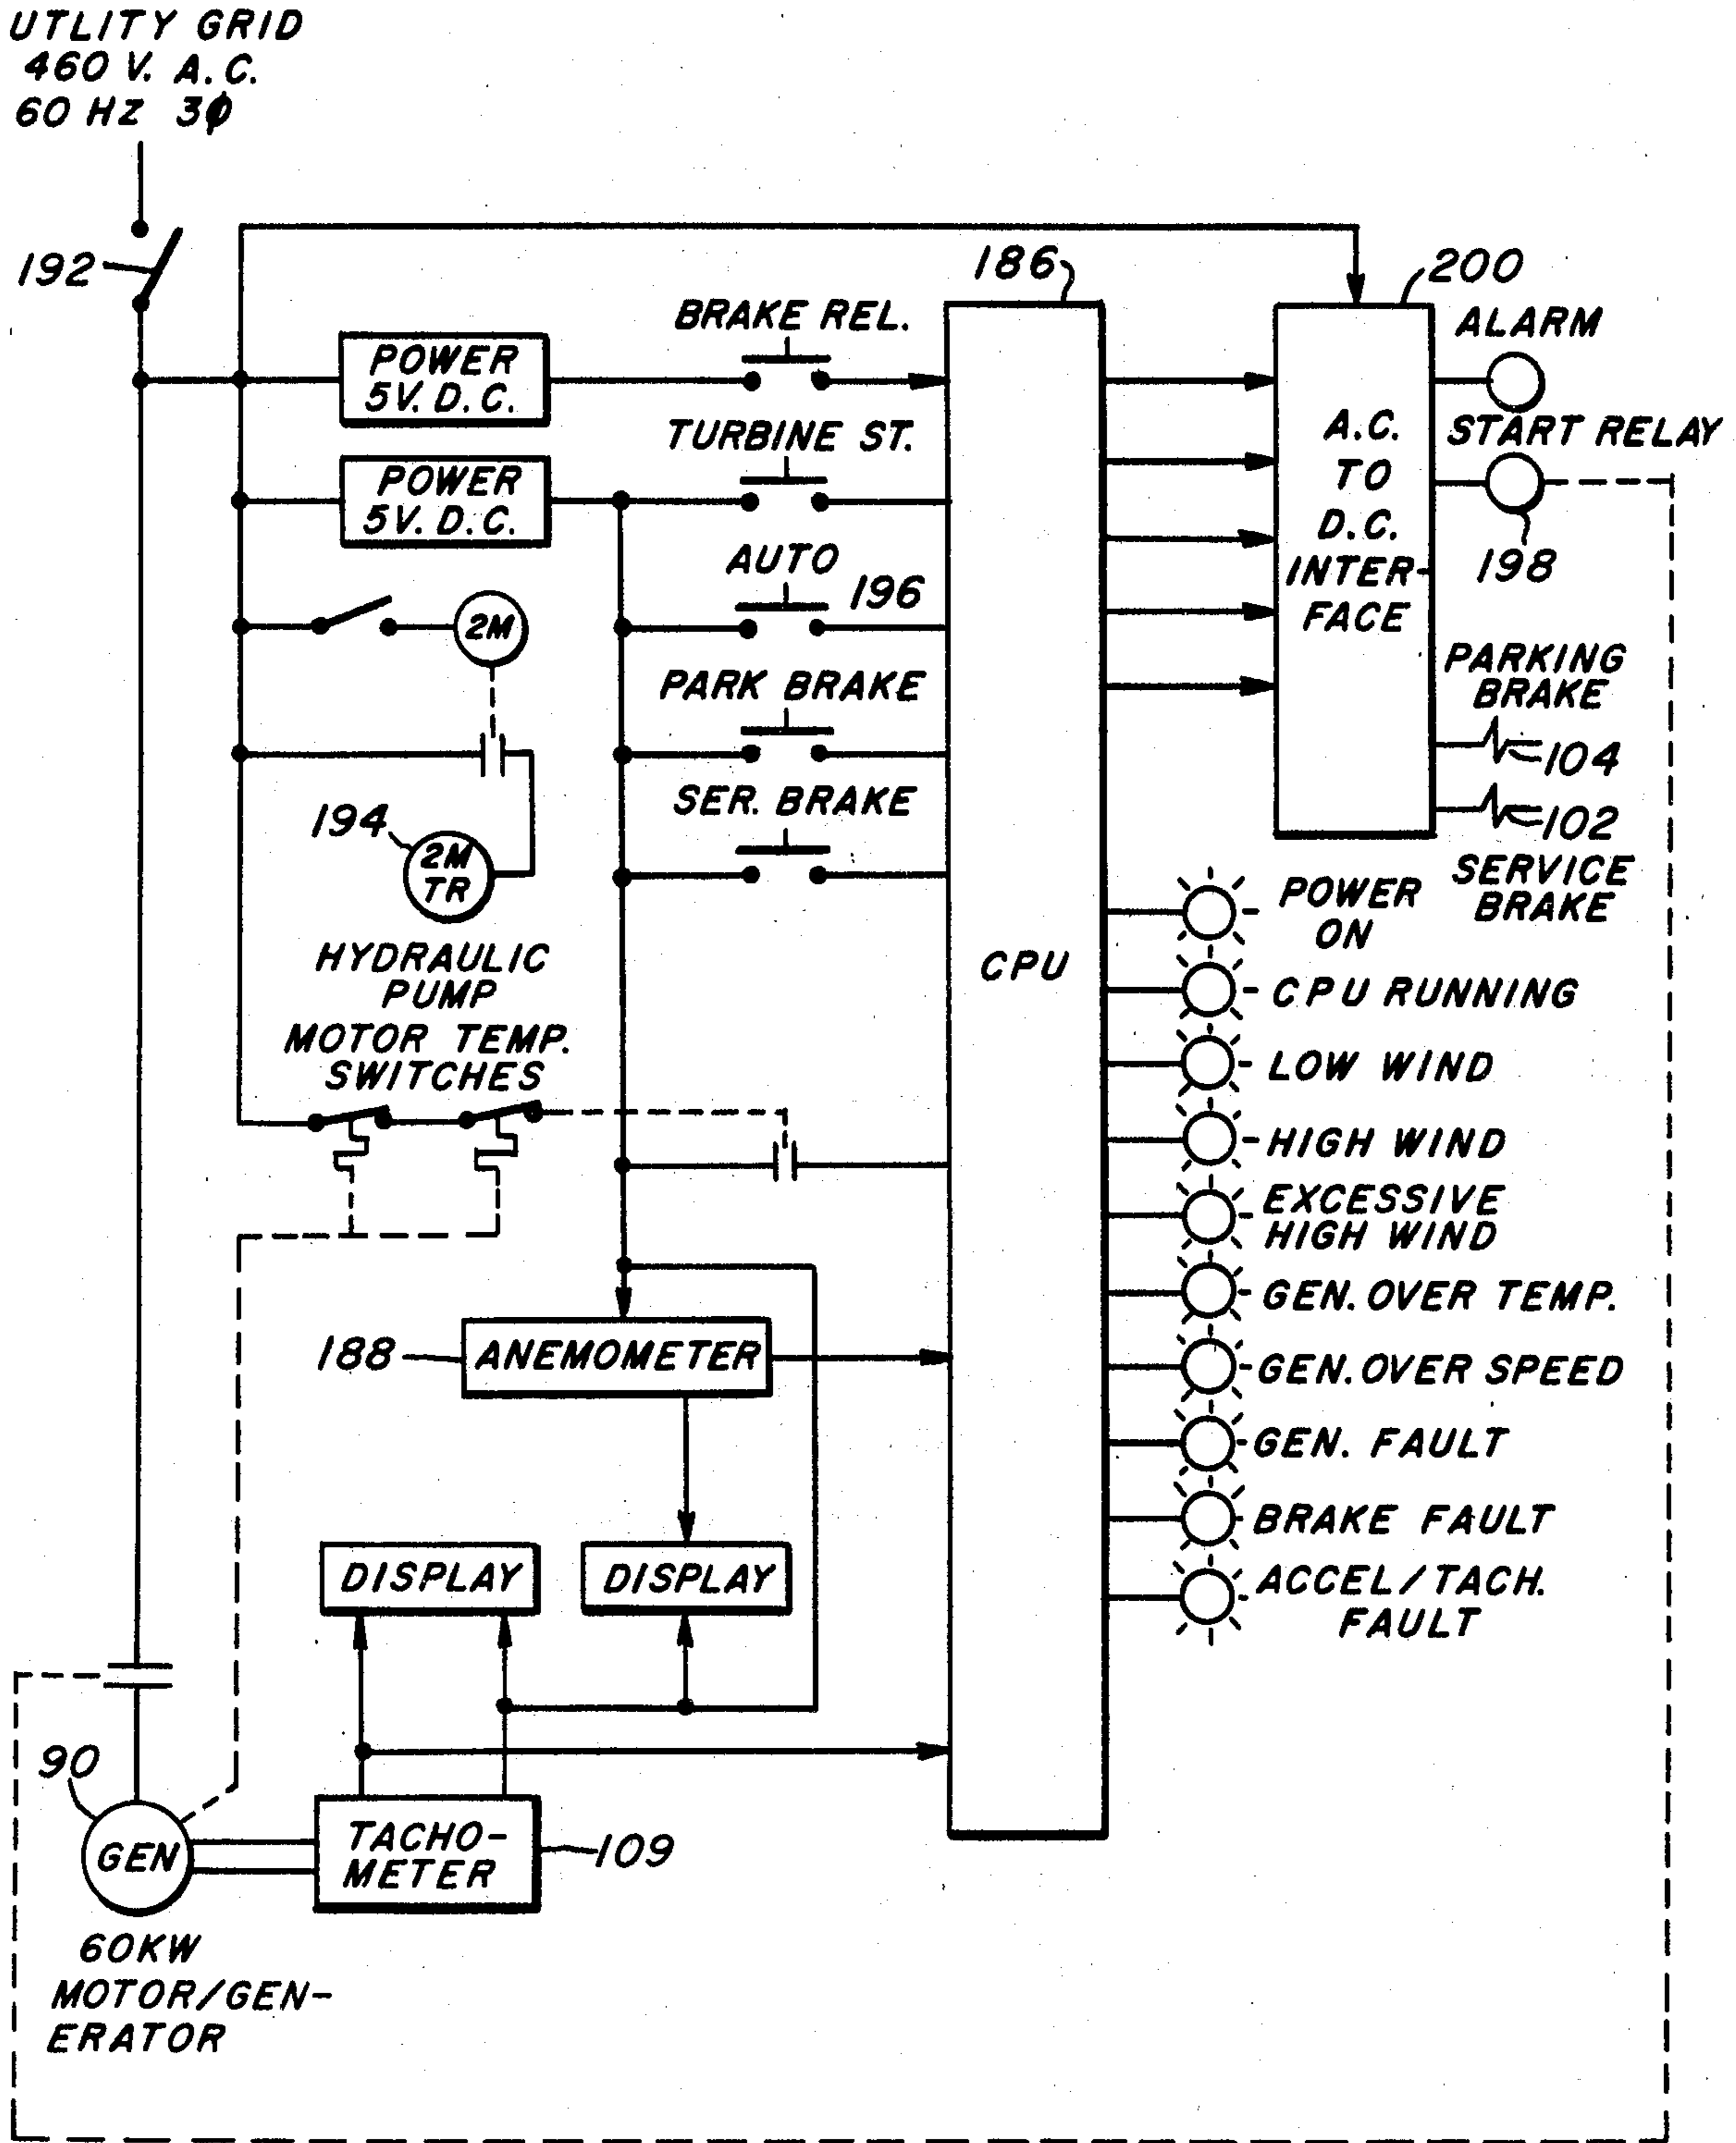 UTLITY GRID
460 V. A.C.
60 HZ 3ϕ
192
186
200
BRAKE REL.
ALARM
POWER
5V. D.C.
TURBINE ST.
START RELAY
POWER
5V. D.C.
A.C.
TO
D.C.
INTER-
FACE
198
AUTO
196
2M
PARK BRAKE
PARKING
BRAKE
104
SER. BRAKE
102
194
2M
TR
SERVICE
BRAKE
HYDRAULIC
PUMP
MOTOR TEMP.
SWITCHES
CPU
POWER
ON
CPU RUNNING
LOW WIND
HIGH WIND
EXCESSIVE
HIGH WIND
GEN. OVER TEMP.
188
ANEMOMETER
GEN. OVER SPEED
GEN. FAULT
BRAKE FAULT
DISPLAY
DISPLAY
ACCEL/TACH.
FAULT
90
GEN
TACHO-
METER
109
60KW
MOTOR/GEN-
ERATOR